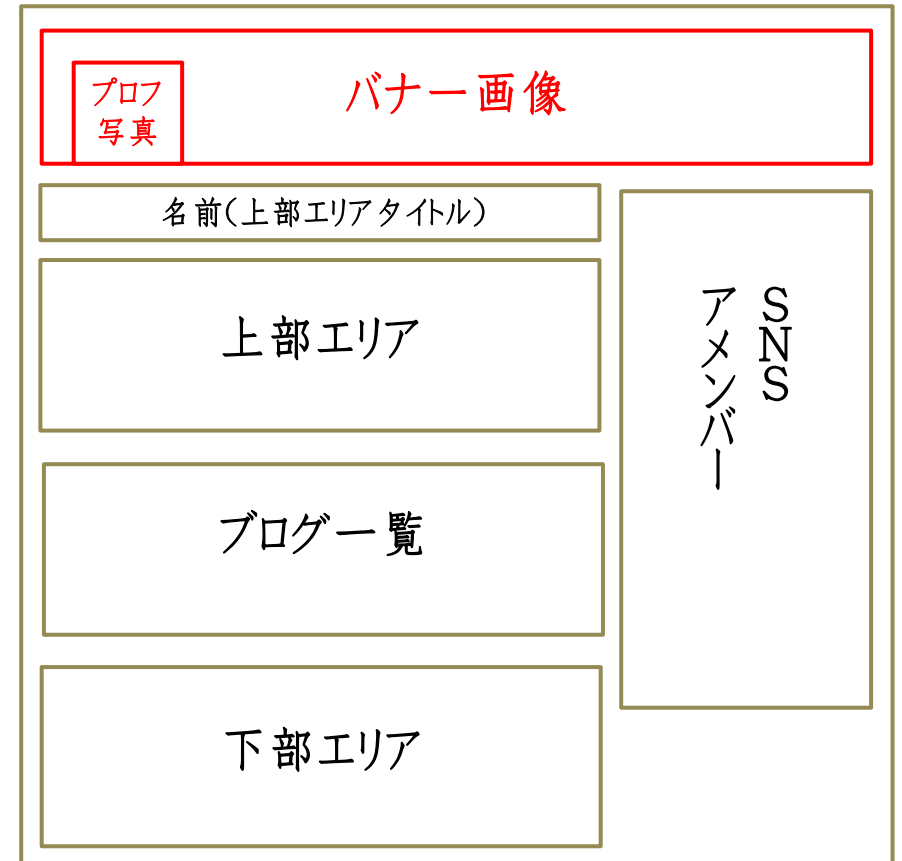 プロフ
写真
バナー画像
名前(上部エリアタイトル)
上部エリア
SNS
アメンバー
ブログ一覧
下部エリア